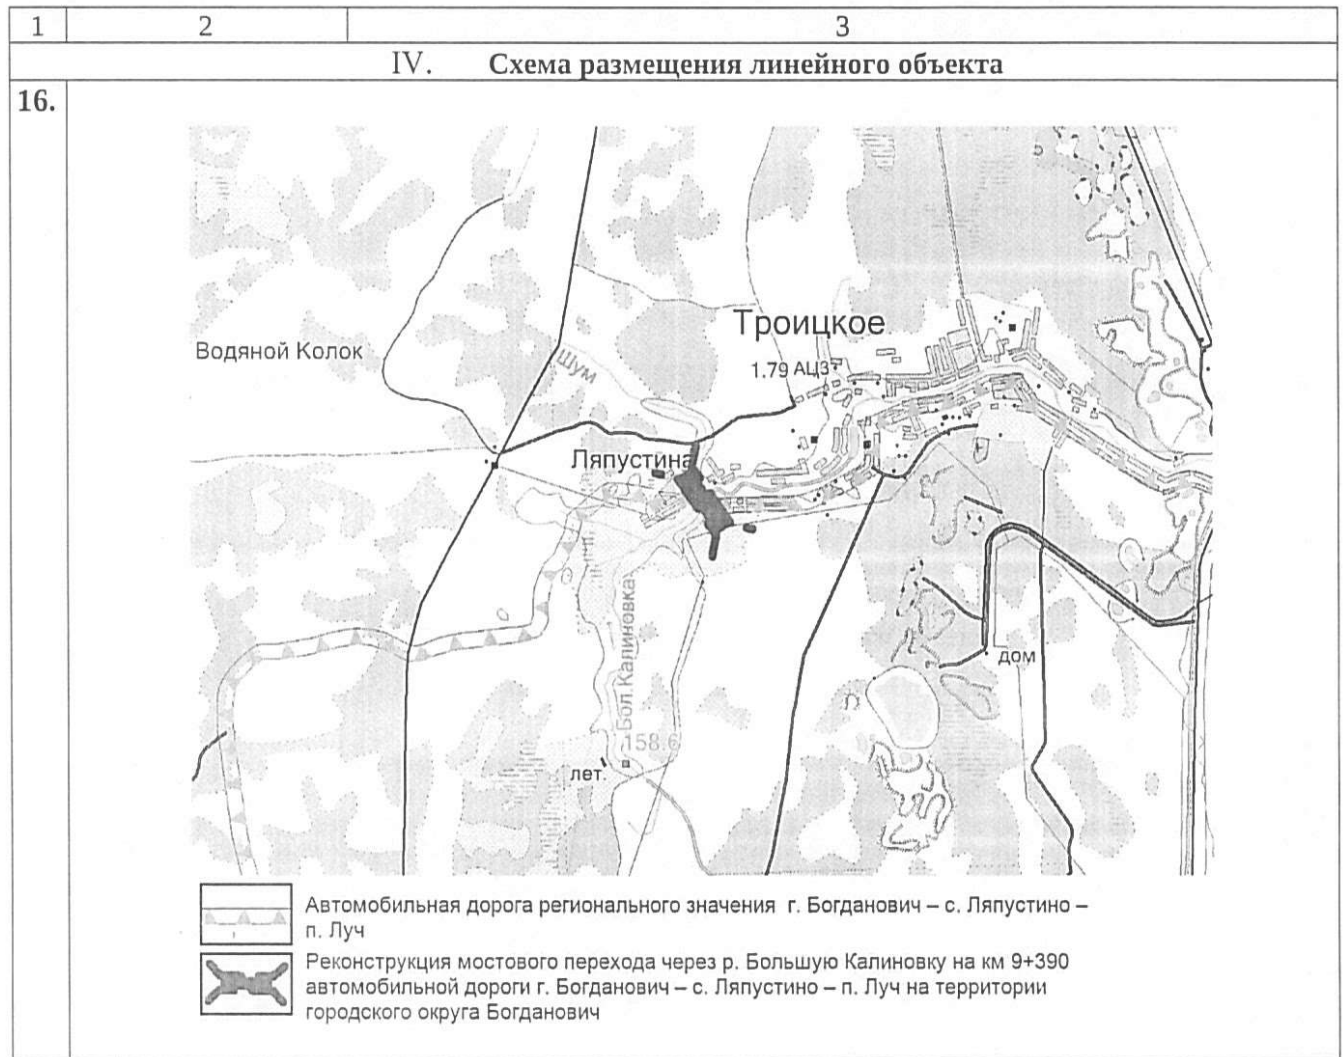 1 2 3
IV. Схема размещения линейного объекта
16.
Троицкое
Водяной Колок
Шум
1.79 АЦЗ
Ляпустина
Бол.Калиновка
дом
158.6
лет.
Автомобильная дорога регионального значения г. Богданович – с. Ляпустино –
п. Луч
Реконструкция мостового перехода через р. Большую Калиновку на км 9+390
автомобильной дороги г. Богданович – с. Ляпустино – п. Луч на территории
городского округа Богданович